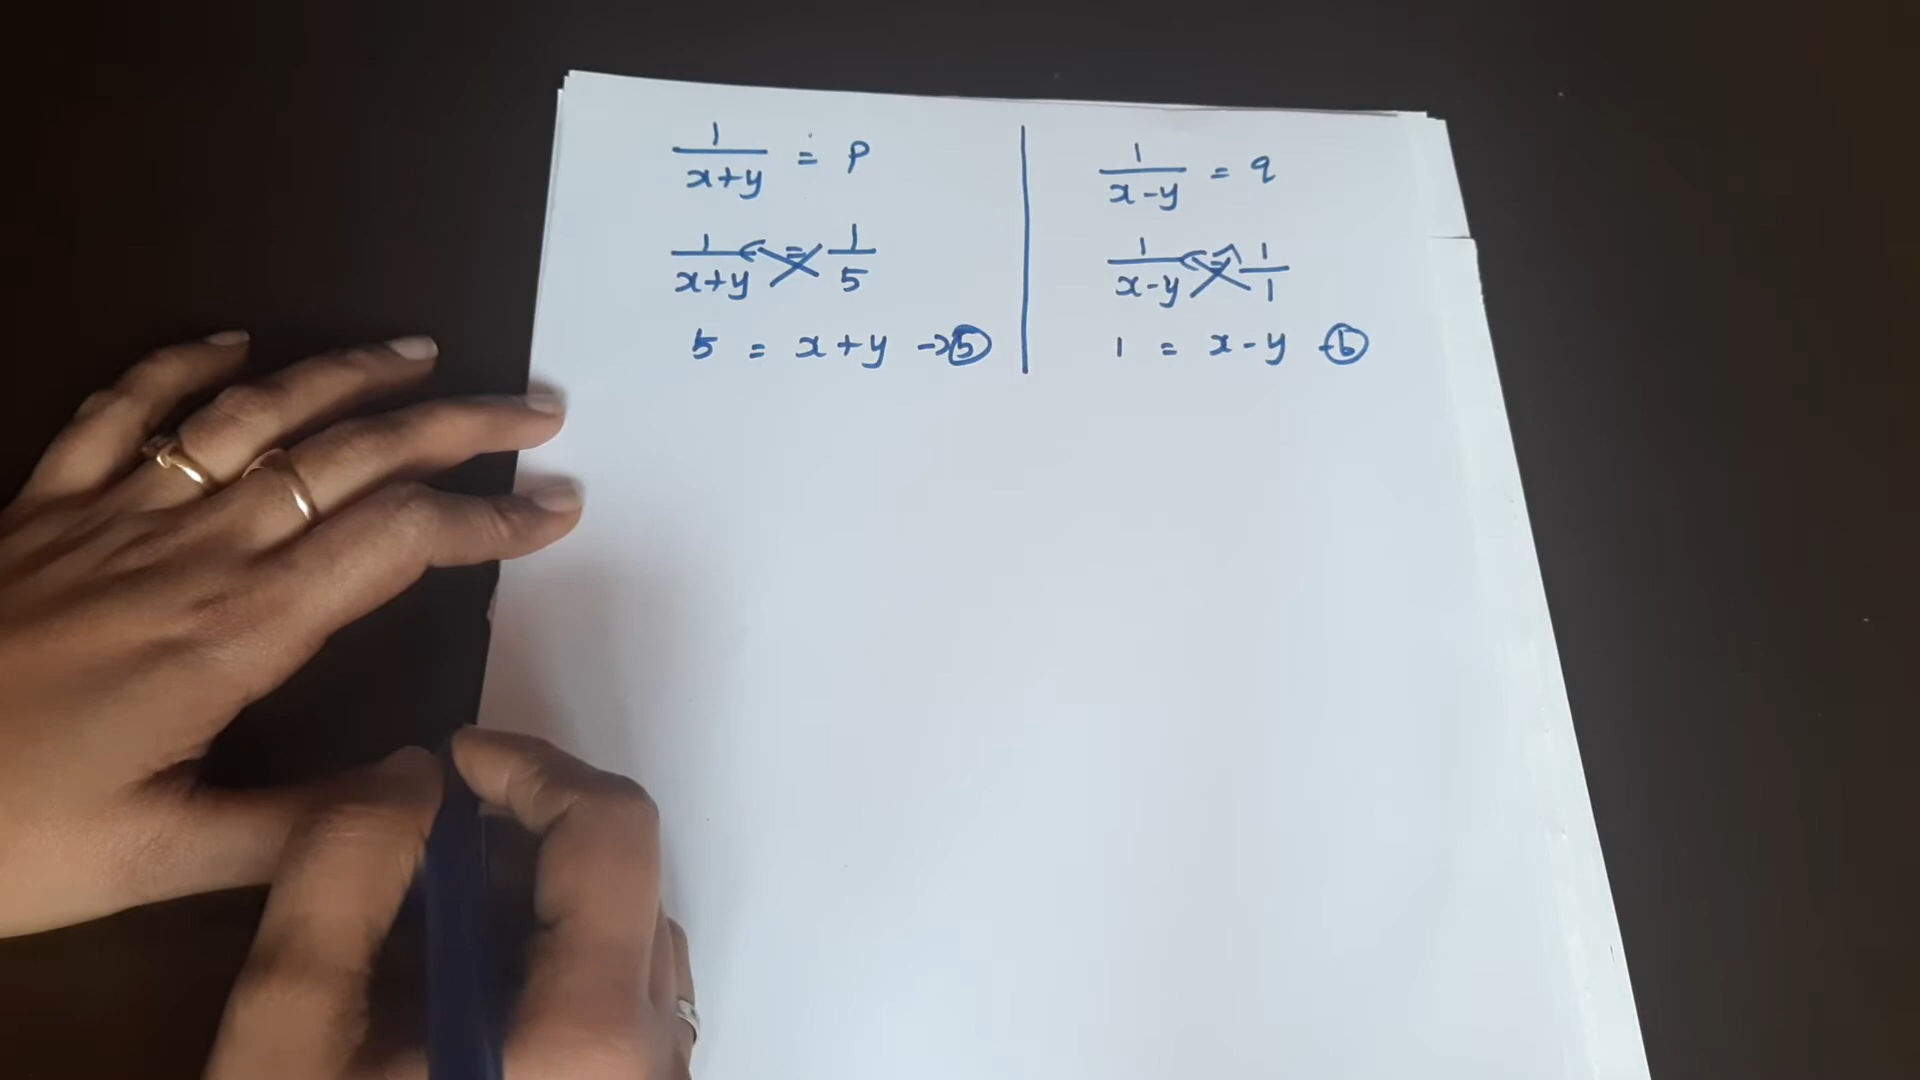 1/(x+y) = p
1/(x+y) = 1/5
5 = x+y → ⑤
1/(x-y) = q
1/(x-y) = 1/1
1 = x-y - ⑥